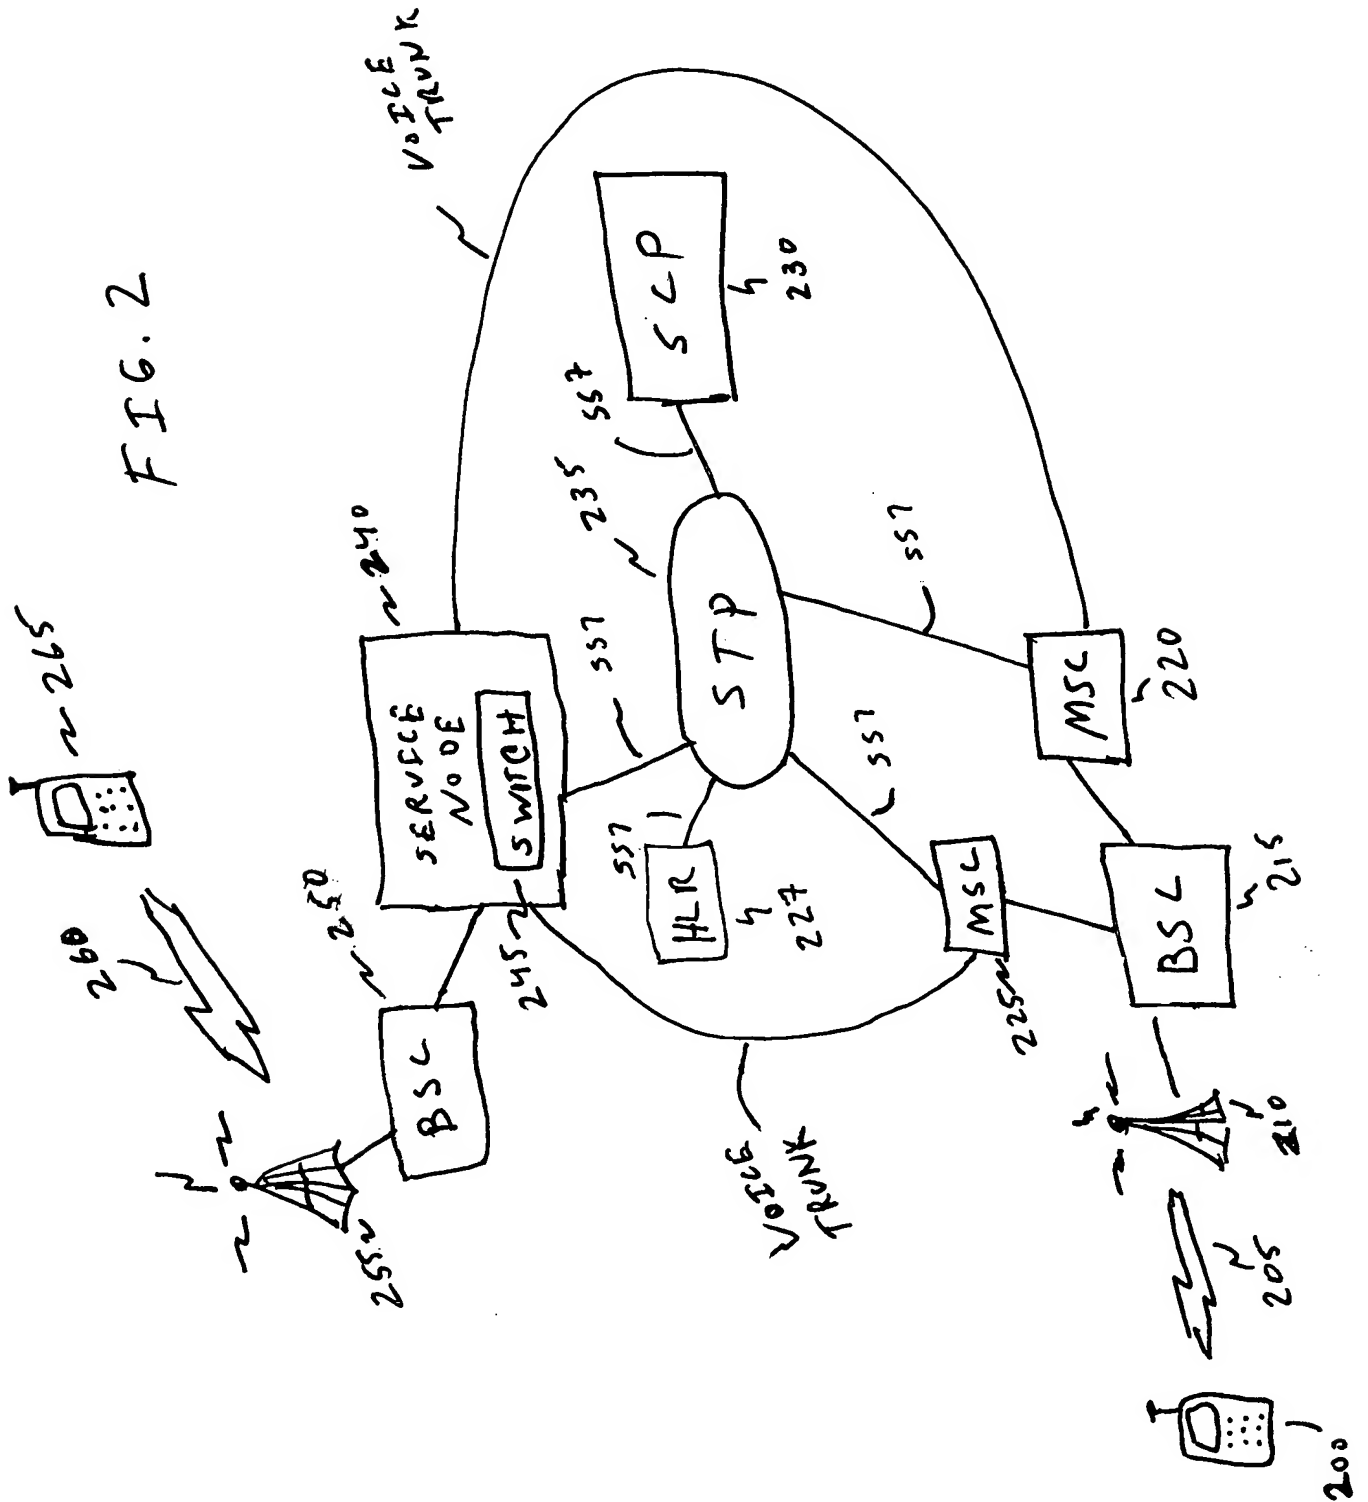 FIG. 2
VOICE
TRUNK
265
260
240
SERVICE
NODE
SWITCH
250
BSC
245
255
SS7
235
SS7
SCP
230
STP
SS7
HLR
227
SS7
SS7
MSC
225
MSC
220
BSC
215
VOICE
TRUNK
210
205
200